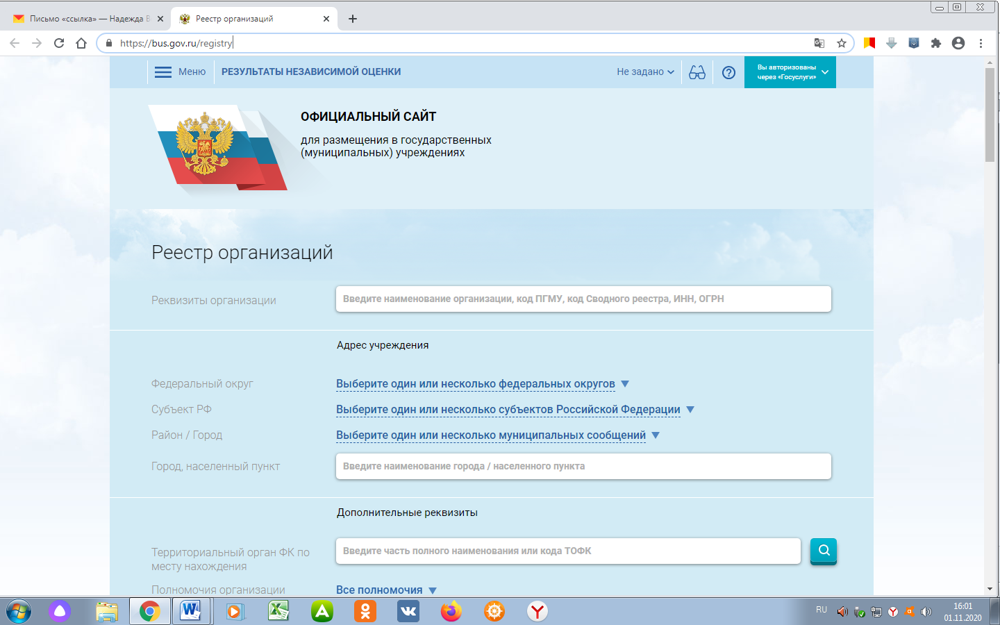 Письмо «ссылка» — Надежда В
Реестр организаций
https://bus.gov.ru/registry
Меню
РЕЗУЛЬТАТЫ НЕЗАВИСИМОЙ ОЦЕНКИ
Не задано
Вы авторизованы
через «Госуслуги»
ОФИЦИАЛЬНЫЙ САЙТ
для размещения в государственных
(муниципальных) учреждениях
Реестр организаций
Реквизиты организации
Введите наименование организации, код ПГМУ, код Сводного реестра, ИНН, ОГРН
Адрес учреждения
Федеральный округ
Выберите один или несколько федеральных округов
Субъект РФ
Выберите один или несколько субъектов Российской Федерации
Район / Город
Выберите один или несколько муниципальных сообщений
Город, населенный пункт
Введите наименование города / населенного пункта
Дополнительные реквизиты
Территориальный орган ФК по
месту нахождения
Введите часть полного наименования или кода ТОФК
Полномочия организации
Все полномочия
RU
16:01
01.11.2020